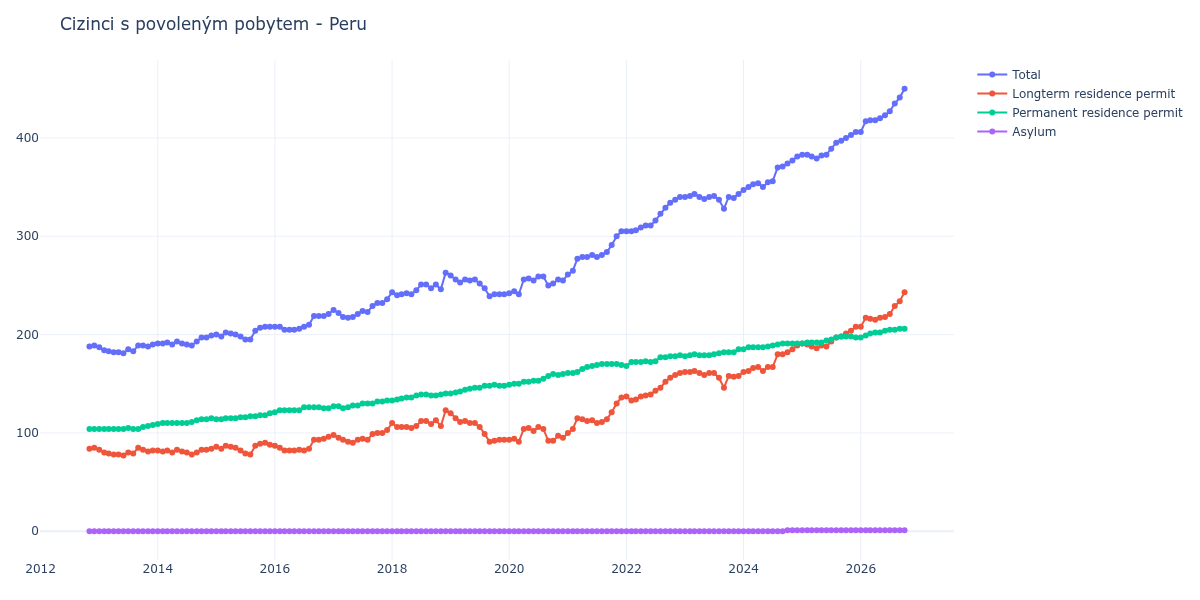 Cizinci s povoleným pobytem - Peru
Total
Longterm residence permit
Permanent residence permit
Asylum
400
300
200
100
0
2012
2014
2016
2018
2020
2022
2024
2026